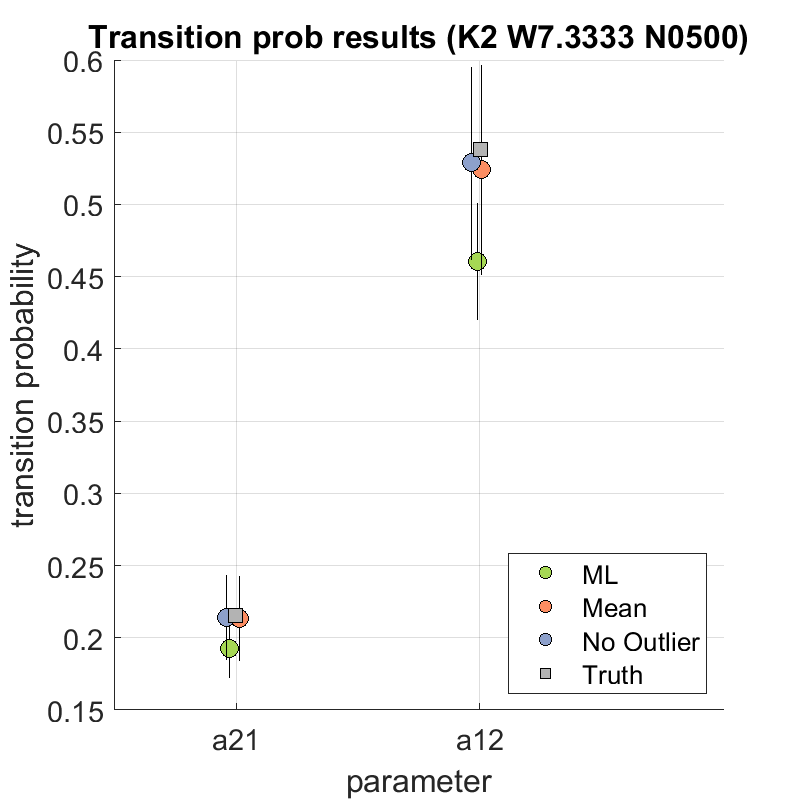 Transition prob results (K2 W7.3333 N0500)
0.6
0.55
0.5
0.45
0.4
0.35
0.3
0.25
0.2
0.15
transition probability
a21
a12
parameter
ML
Mean
No Outlier
Truth